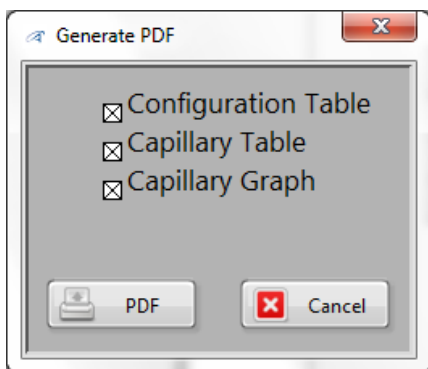 Generate PDF
Configuration Table
Capillary Table
Capillary Graph
PDF Cancel